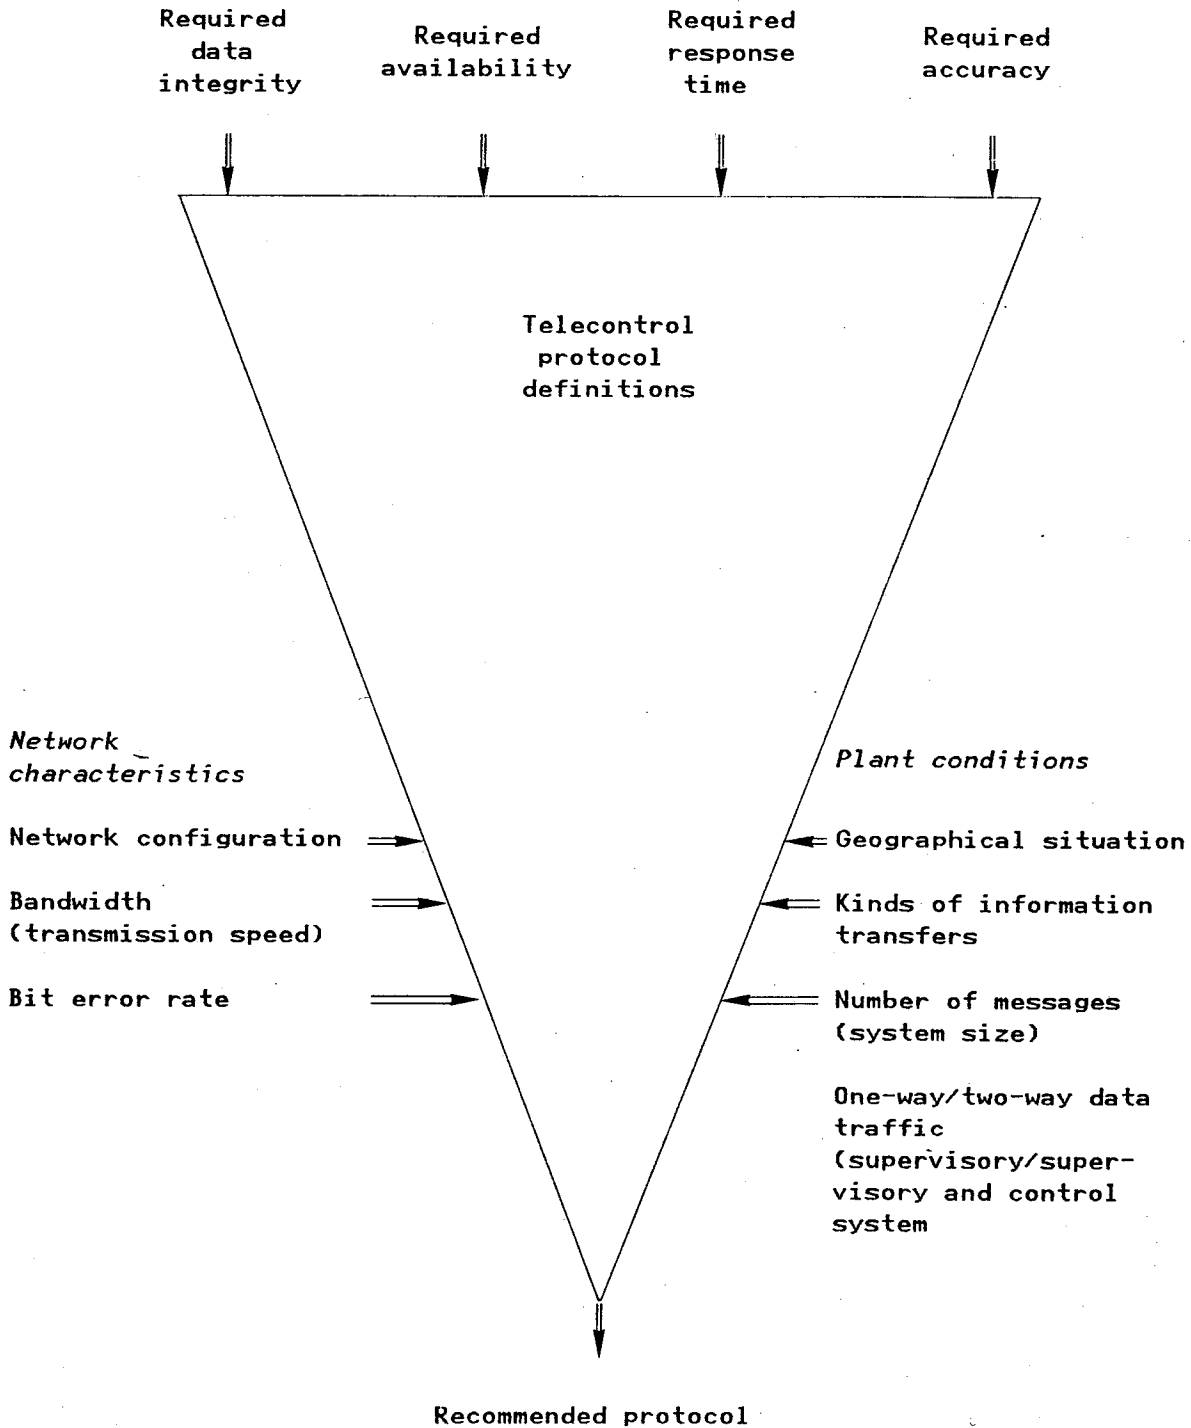 Required
data
integrity
Required
availability
Required
response
time
Required
accuracy
Telecontrol
protocol
definitions
Network
characteristics
Network configuration
Bandwidth
(transmission speed)
Bit error rate
Plant conditions
Geographical situation
Kinds of information
transfers
Number of messages
(system size)
One-way/two-way data
traffic
(supervisory/super-
visory and control
system
Recommended protocol